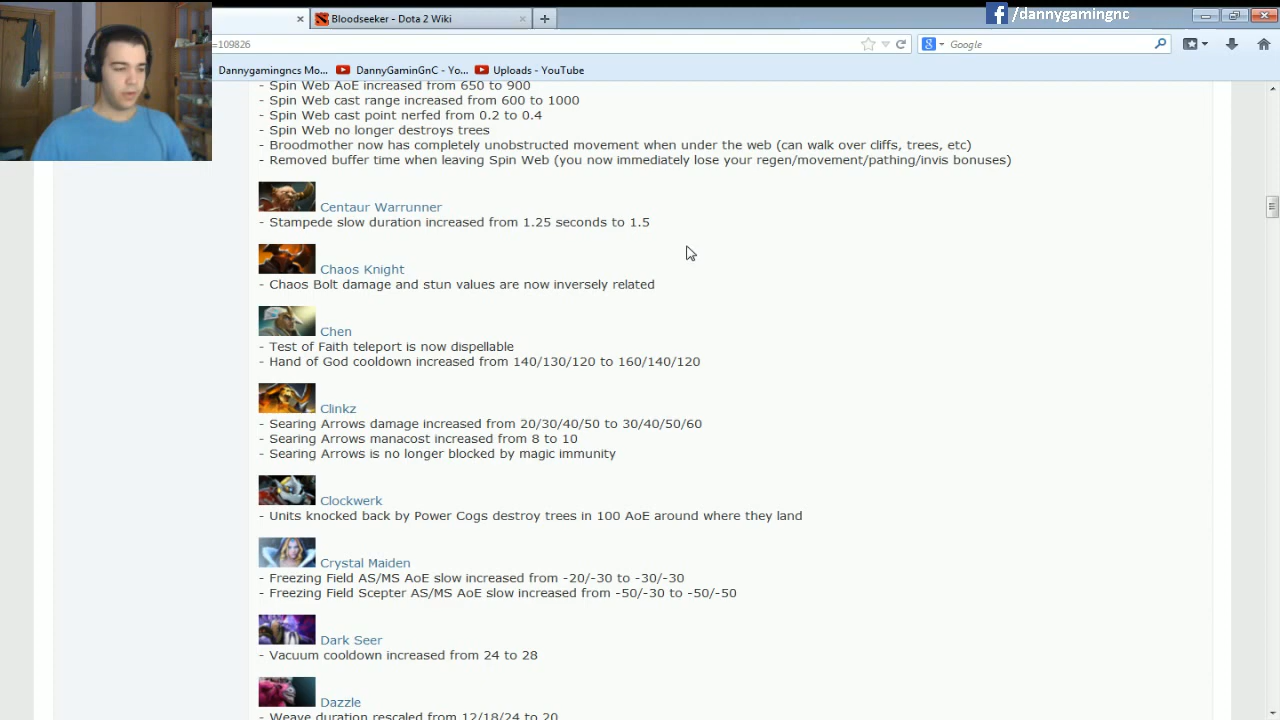 Bloodseeker - Dota 2 Wiki
/dannygamingnc
=109826
Google
Dannygamingncs Mo...
DannyGaminGnC - Yo...
Uploads - YouTube
- Spin Web AoE increased from 650 to 900
- Spin Web cast range increased from 600 to 1000
- Spin Web cast point nerfed from 0.2 to 0.4
- Spin Web no longer destroys trees
- Broodmother now has completely unobstructed movement when under the web (can walk over cliffs, trees, etc)
- Removed buffer time when leaving Spin Web (you now immediately lose your regen/movement/pathing/invis bonuses)
Centaur Warrunner
- Stampede slow duration increased from 1.25 seconds to 1.5
Chaos Knight
- Chaos Bolt damage and stun values are now inversely related
Chen
- Test of Faith teleport is now dispellable
- Hand of God cooldown increased from 140/130/120 to 160/140/120
Clinkz
- Searing Arrows damage increased from 20/30/40/50 to 30/40/50/60
- Searing Arrows manacost increased from 8 to 10
- Searing Arrows is no longer blocked by magic immunity
Clockwerk
- Units knocked back by Power Cogs destroy trees in 100 AoE around where they land
Crystal Maiden
- Freezing Field AS/MS AoE slow increased from -20/-30 to -30/-30
- Freezing Field Scepter AS/MS AoE slow increased from -50/-30 to -50/-50
Dark Seer
- Vacuum cooldown increased from 24 to 28
Dazzle
- Weave duration rescaled from 12/18/24 to 20